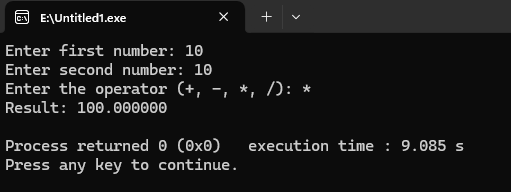 E:\Untitled1.exe
Enter first number: 10
Enter second number: 10
Enter the operator (+, -, *, /): *
Result: 100.000000
Process returned 0 (0x0)   execution time : 9.085 s
Press any key to continue.